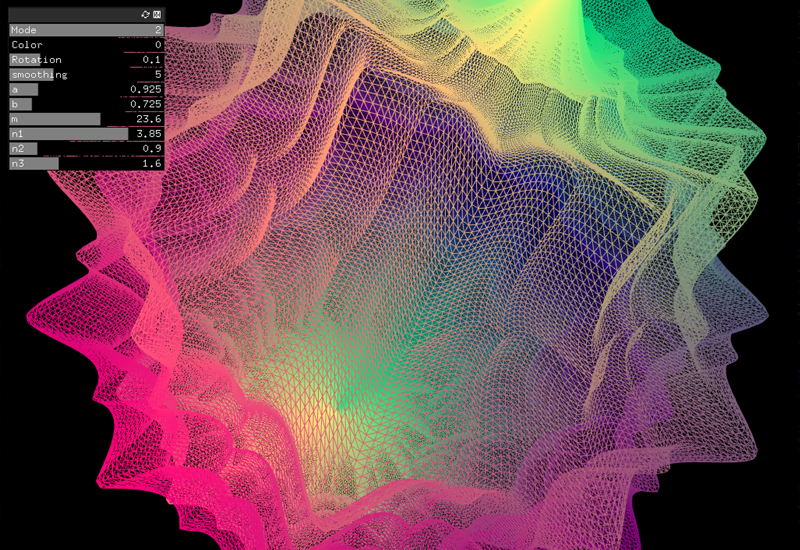 Mode 2
Color 0
Rotation 0.1
smoothing 5
a 0.925
b 0.725
m 23.6
n1 3.85
n2 0.9
n3 1.6